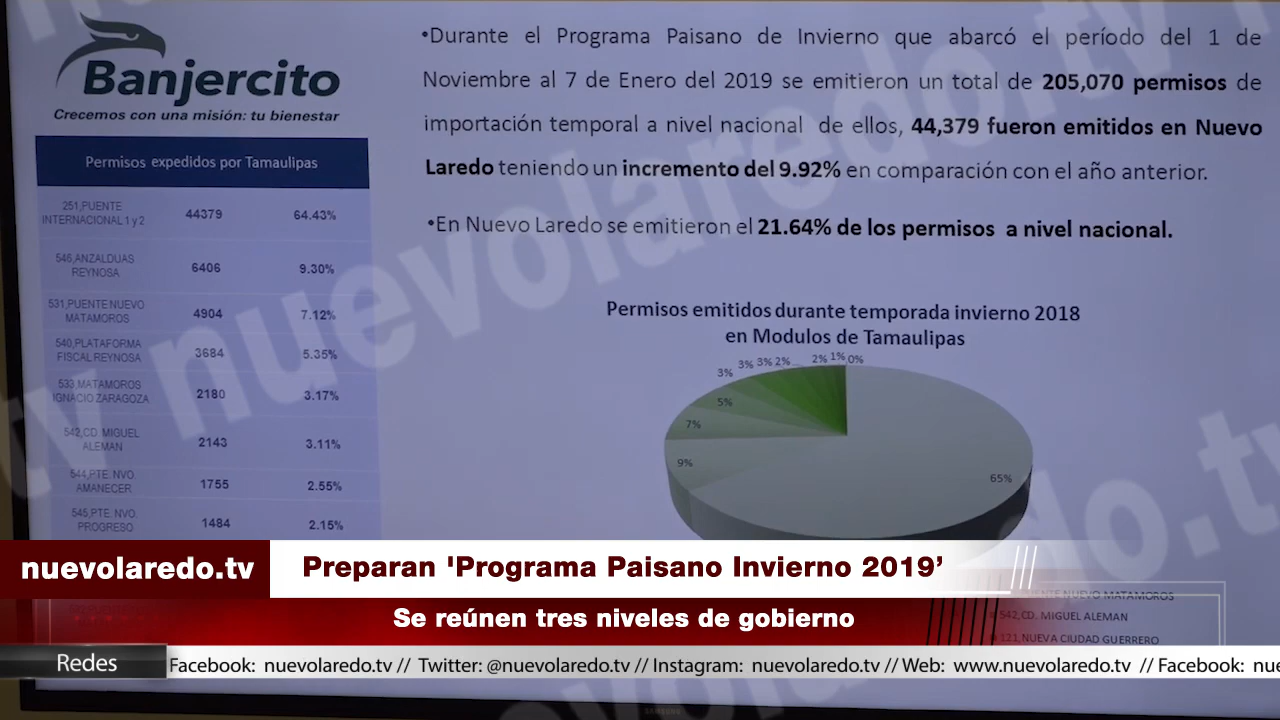 Banjercito
Crecemos con una misión: tu bienestar
•Durante el Programa Paisano de Invierno que abarcó el período del 1 de
Noviembre al 7 de Enero del 2019 se emitieron un total de 205,070 permisos de
importación temporal a nivel nacional de ellos, 44,379 fueron emitidos en Nuevo
Laredo teniendo un incremento del 9.92% en comparación con el año anterior.
•En Nuevo Laredo se emitieron el 21.64% de los permisos a nivel nacional.
Permisos expedidos por Tamaulipas
251,PUENTE
INTERNACIONAL 1 y 2 44379 64.43%
546,ANZALDUAS
REYNOSA 6406 9.30%
531,PUENTE NUEVO
MATAMOROS 4904 7.12%
540,PLATAFORMA
FISCAL REYNOSA 3684 5.35%
533,MATAMOROS
IGNACIO ZARAGOZA 2180 3.17%
542,CD. MIGUEL
ALEMAN 2143 3.11%
544,PTE. NVO.
AMANECER 1755 2.55%
545,PTE. NVO.
PROGRESO 1484 2.15%
Permisos emitidos durante temporada invierno 2018
en Modulos de Tamaulipas
3% 3% 3% 2% 2% 1% 0%
5%
7%
9%
65%
NUEVO MATAMOROS
542,CD. MIGUEL ALEMAN
121,NUEVA CIUDAD GUERRERO
nuevolaredo.tv
Preparan 'Programa Paisano Invierno 2019’
Se reúnen tres niveles de gobierno
Redes
Facebook: nuevolaredo.tv // Twitter: @nuevolaredo.tv // Instagram: nuevolaredo.tv // Web: www.nuevolaredo.tv // Facebook: nue
SAMSUNG
nuevolaredo.tv